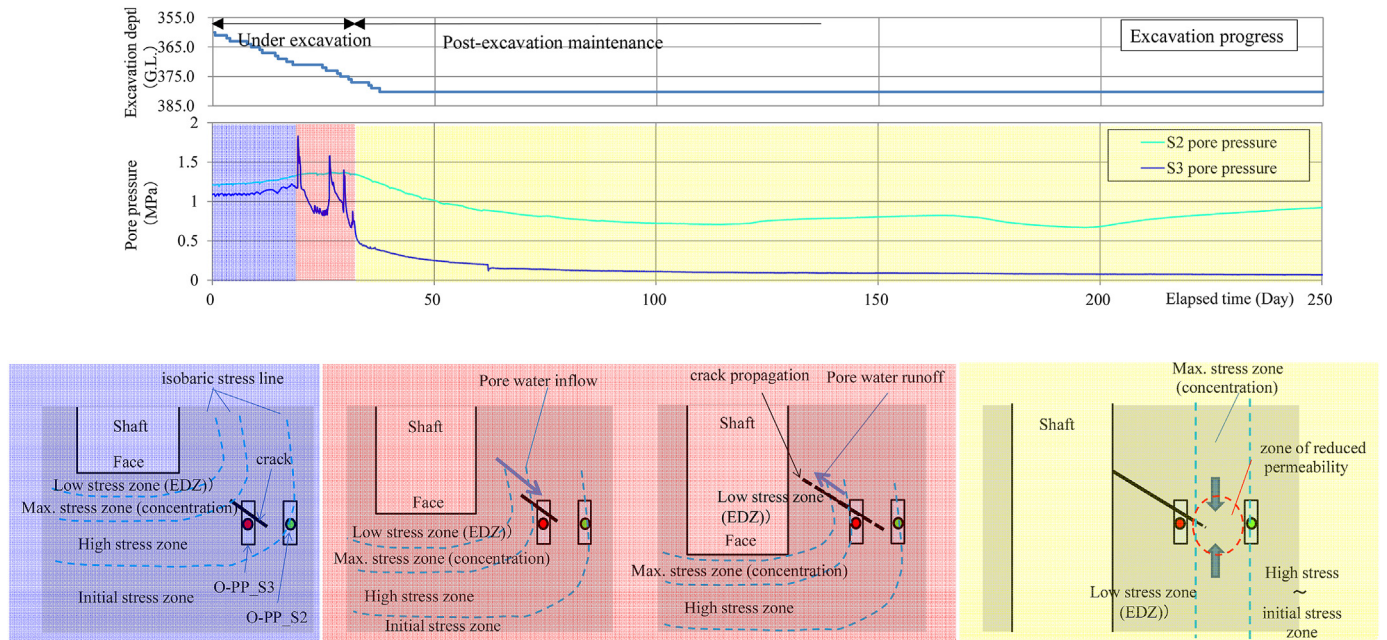 355.0
Excavation dept
(G.L.)
365.0
375.0
385.0
Under excavation
Post-excavation maintenance
Excavation progress
Pore pressure
(MPa)
2
1.5
1
0.5
0
S2 pore pressure
S3 pore pressure
0
50
100
150
200
Elapsed time (Day)
250
isobaric stress line
Shaft
Face
crack
Low stress zone (EDZ))
Max. stress zone (concentration)
High stress zone
Initial stress zone
O-PP_S3
O-PP_S2
Pore water inflow
Face
Low stress zone (EDZ))
Max. stress zone (concentration)
High stress zone
Initial stress zone
crack propagation
Pore water runoff
Shaft
Low stress zone
(EDZ))
Face
Max. stress zone (concentration)
High stress zone
Max. stress zone
(concentration)
Shaft
zone of reduced
permeability
Low stress zone
(EDZ))
High stress
~
initial stress
zone